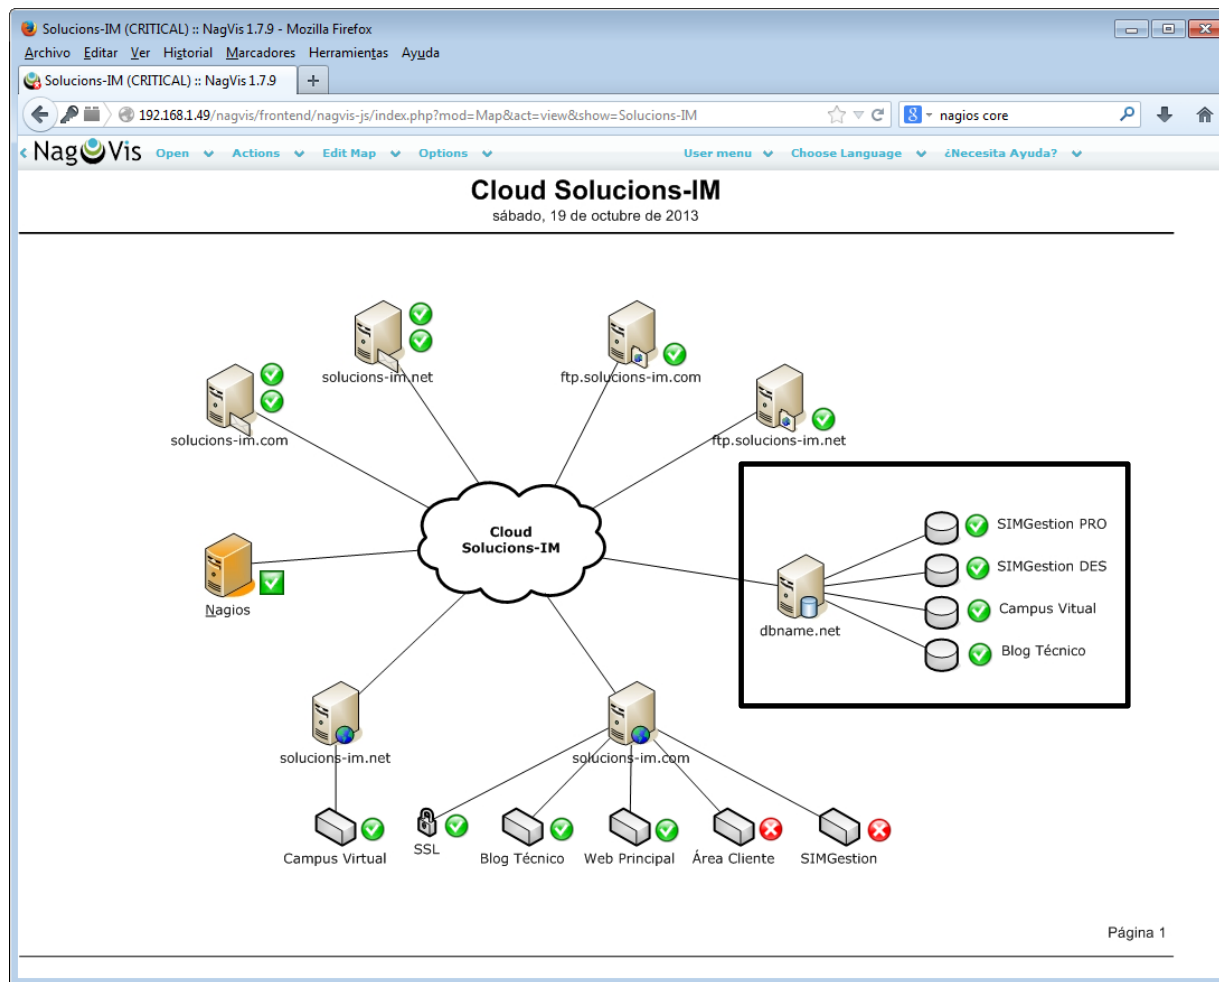 Solucions-IM (CRITICAL) :: NagVis 1.7.9 - Mozilla Firefox
Archivo Editar Ver Historial Marcadores Herramientas Ayuda
Solucions-IM (CRITICAL) :: NagVis 1.7.9
192.168.1.49/nagvis/frontend/nagvis-js/index.php?mod=Map&act=view&show=Solucions-IM
nagios core
NagVis Open Actions Edit Map Options User menu Choose Language ¿Necesita Ayuda?
Cloud Solucions-IM
sábado, 19 de octubre de 2013
solucions-im.net
ftp.solucions-im.com
solucions-im.com
ftp.solucions-im.net
Cloud
Solucions-IM
SIMGestion PRO
SIMGestion DES
Campus Vitual
Blog Técnico
dbname.net
Nagios
solucions-im.net
solucions-im.com
Campus Virtual
SSL
Blog Técnico
Web Principal
Área Cliente
SIMGestion
Página 1